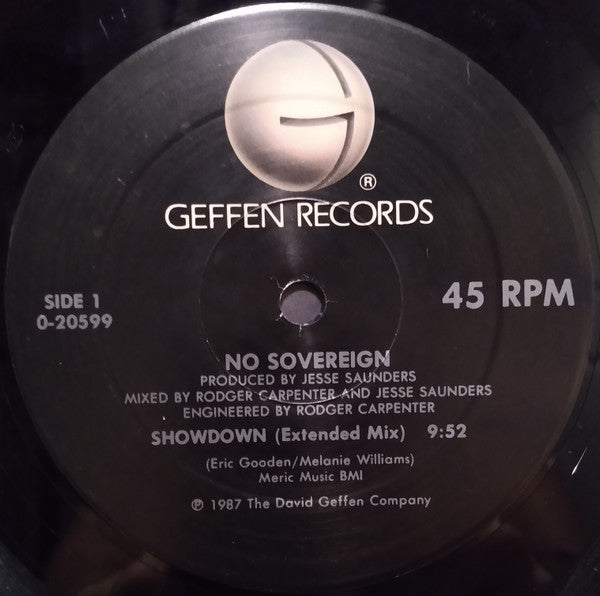 G
®
GEFFEN RECORDS
SIDE 1
0-20599
45 RPM
NO SOVEREIGN
PRODUCED BY JESSE SAUNDERS
MIXED BY RODGER CARPENTER AND JESSE SAUNDERS
ENGINEERED BY RODGER CARPENTER
SHOWDOWN (Extended Mix) 9:52
(Eric Gooden/Melanie Williams)
Meric Music BMI
℗ 1987 The David Geffen Company